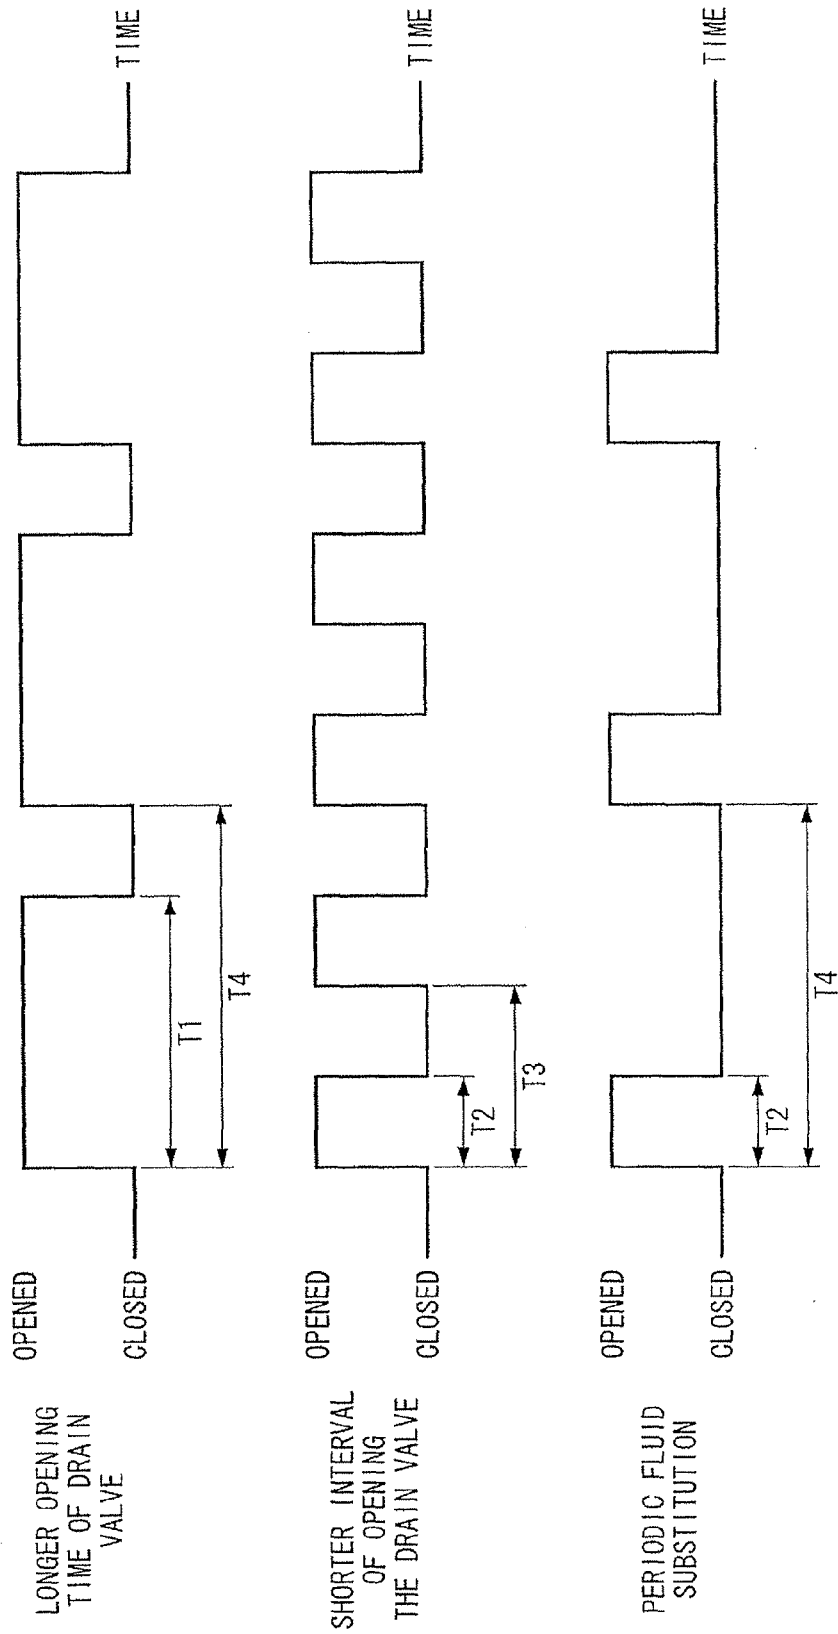 LONGER OPENING
TIME OF DRAIN
VALVE
OPENED
CLOSED
TIME
T1
T4
SHORTER INTERVAL
OF OPENING
THE DRAIN VALVE
OPENED
CLOSED
TIME
T2
T3
PERIODIC FLUID
SUBSTITUTION
OPENED
CLOSED
TIME
T2
T4